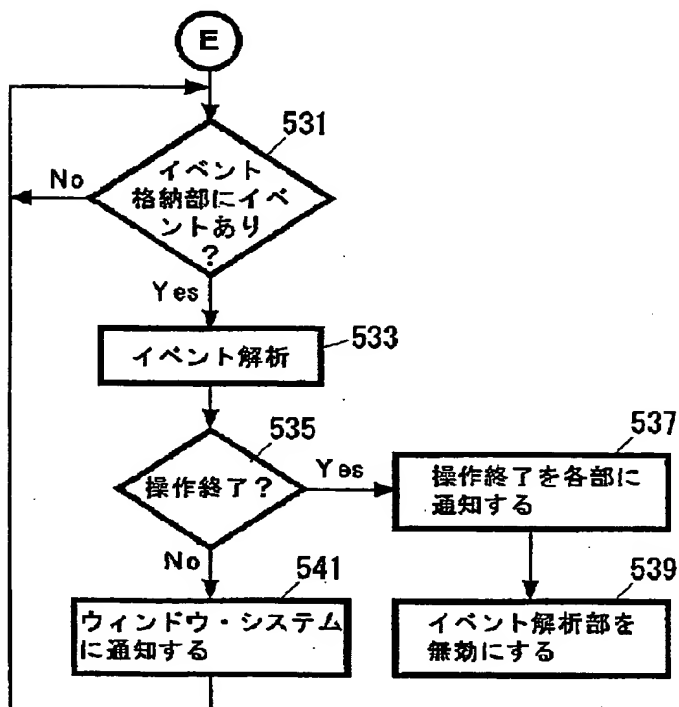 E
531
イベント
格納部にイベ
ントあり
?
No
Yes
533
イベント解析
535
操作終了?
Yes
537
操作終了を各部に
通知する
No
541
ウィンドウ・システム
に通知する
539
イベント解析部を
無効にする